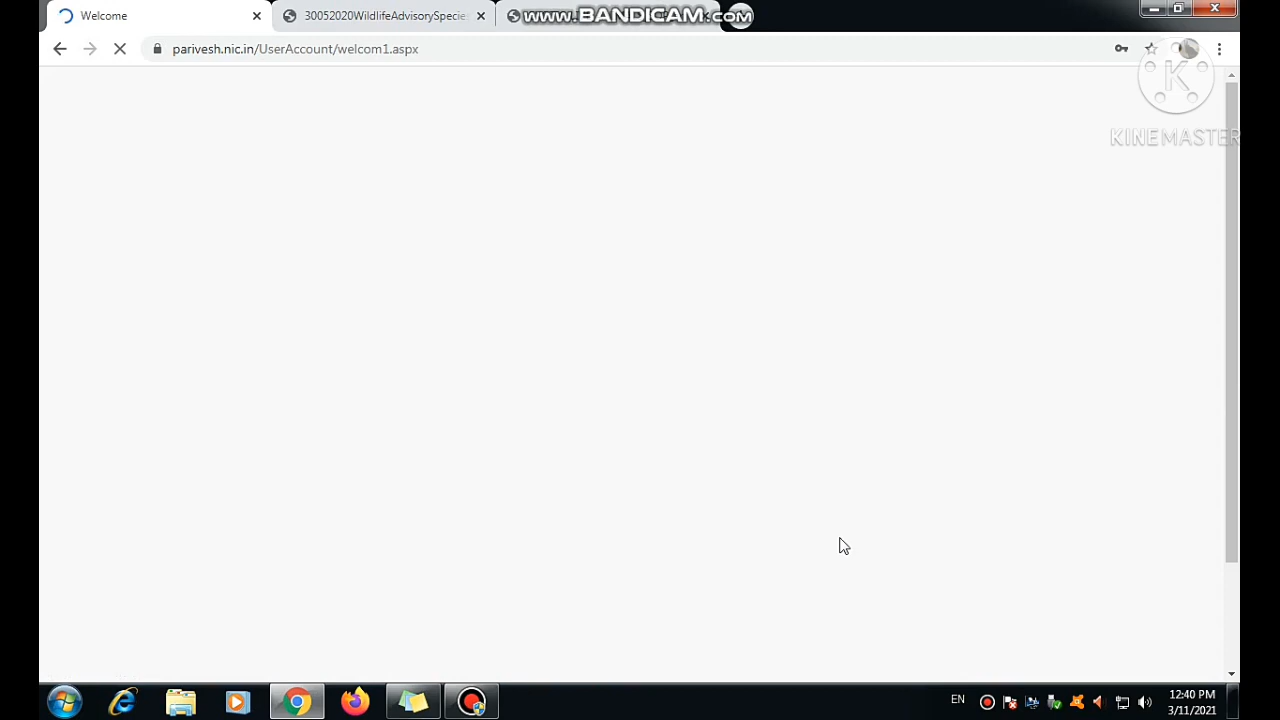 Welcome
30052020WildlifeAdvisorySpecie
www.BANDICAM.com
parivesh.nic.in/UserAccount/welcom1.aspx
K
KINEMASTER
EN
12:40 PM
3/11/2021